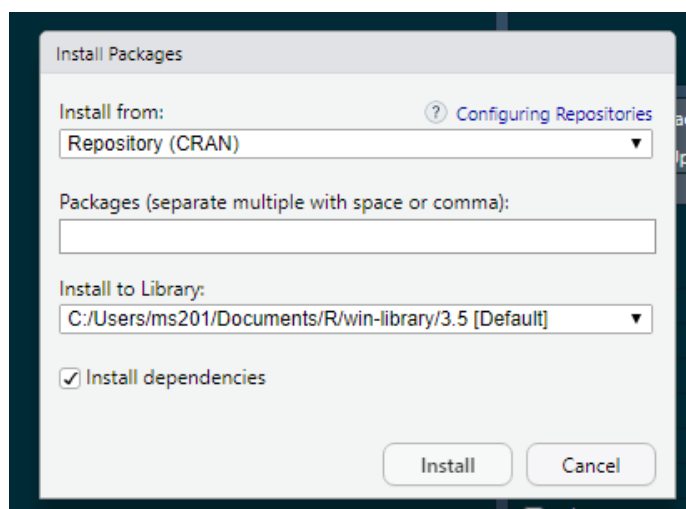 Install Packages
Install from:
? Configuring Repositories
Repository (CRAN)
Packages (separate multiple with space or comma):
Install to Library:
C:/Users/ms201/Documents/R/win-library/3.5 [Default]
Install dependencies
Install
Cancel